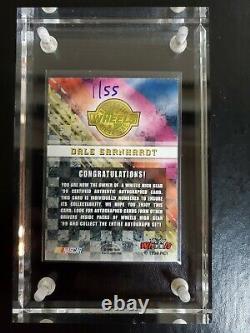 1/55
WHEELS
DALE EARNHARDT
CONGRATULATIONS!
YOU ARE NOW THE OWNER OF A WHEELS HIGH GEAR
'99 CERTIFIED AUTHENTIC AUTOGRAPHED CARD.
THIS CARD IS INDIVIDUALLY NUMBERED TO ENSURE
ITS COLLECTABILITY. WE HOPE YOU ENJOY THIS
CARD. LOOK FOR AUTOGRAPHED CARDS FROM OTHER
DRIVERS INSIDE PACKS OF WHEELS HIGH GEAR
'99 AND COLLECT THE ENTIRE AUTOGRAPH SET!
NASCAR